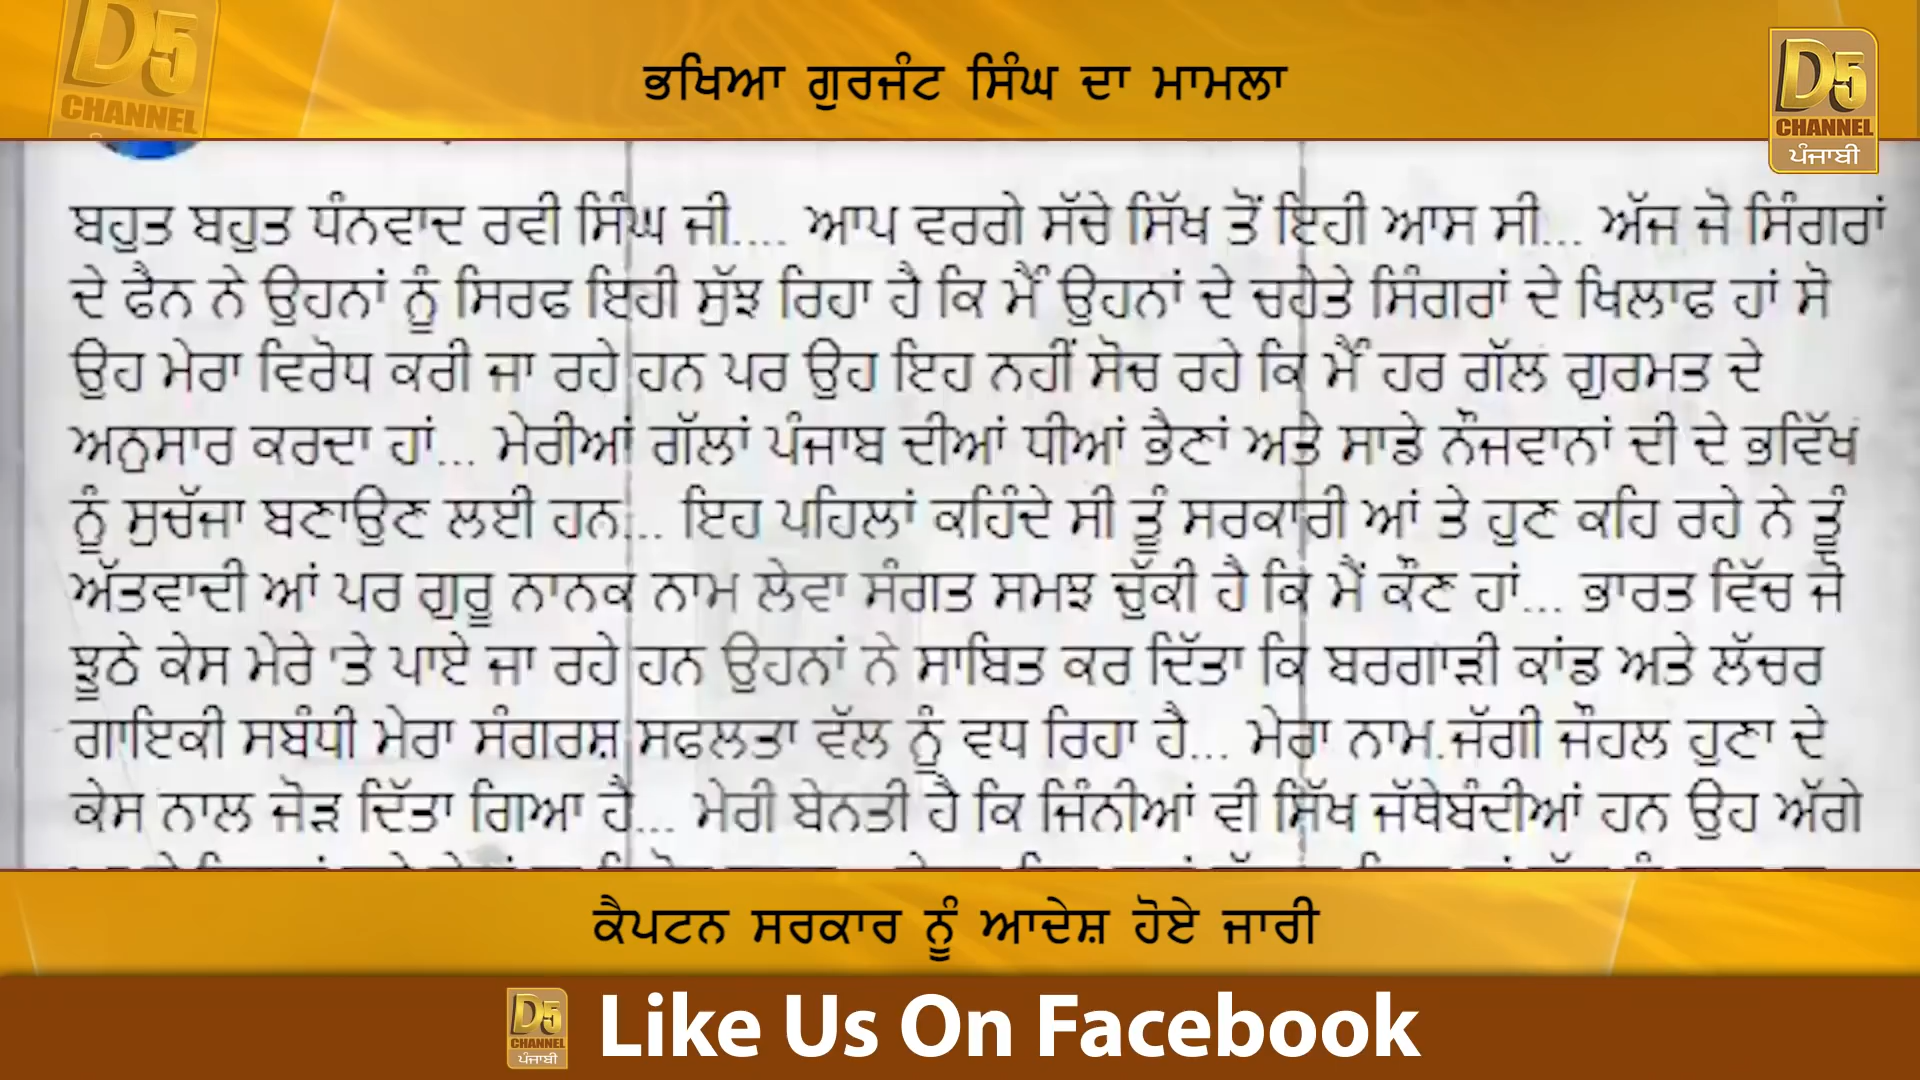 D5
CHANNEL
ਭਖਿਆ ਗੁਰਜੰਟ ਸਿੰਘ ਦਾ ਮਾਮਲਾ
D5
CHANNEL
ਪੰਜਾਬੀ
ਬਹੁਤ ਬਹੁਤ ਧੰਨਵਾਦ ਰਵੀ ਸਿੰਘ ਜੀ.... ਆਪ ਵਰਗੇ ਸੱਚੇ ਸਿੱਖ ਤੋਂ ਇਹੀ ਆਸ ਸੀ... ਅੱਜ ਜੋ ਸਿੰਗਰਾਂ
ਦੇ ਫੈਨ ਨੇ ਉਹਨਾਂ ਨੂੰ ਸਿਰਫ ਇਹੀ ਸੁੱਝ ਰਿਹਾ ਹੈ ਕਿ ਮੈਂ ਉਹਨਾਂ ਦੇ ਚਹੇਤੇ ਸਿੰਗਰਾਂ ਦੇ ਖਿਲਾਫ ਹਾਂ ਸੋ
ਉਹ ਮੇਰਾ ਵਿਰੋਧ ਕਰੀ ਜਾ ਰਹੇ ਹਨ ਪਰ ਉਹ ਇਹ ਨਹੀਂ ਸੋਚ ਰਹੇ ਕਿ ਮੈਂ ਹਰ ਗੱਲ ਗੁਰਮਤ ਦੇ
ਅਨੁਸਾਰ ਕਰਦਾ ਹਾਂ... ਮੇਰੀਆਂ ਗੱਲਾਂ ਪੰਜਾਬ ਦੀਆਂ ਧੀਆਂ ਭੈਣਾਂ ਅਤੇ ਸਾਡੇ ਨੌਜਵਾਨਾਂ ਦੀ ਦੇ ਭਵਿੱਖ
ਨੂੰ ਸੁਚੱਜਾ ਬਣਾਉਣ ਲਈ ਹਨ... ਇਹ ਪਹਿਲਾਂ ਕਹਿੰਦੇ ਸੀ ਤੂੰ ਸਰਕਾਰੀ ਆਂ ਤੇ ਹੁਣ ਕਹਿ ਰਹੇ ਨੇ ਤੂੰ
ਅੱਤਵਾਦੀ ਆਂ ਪਰ ਗੁਰੂ ਨਾਨਕ ਨਾਮ ਲੇਵਾ ਸੰਗਤ ਸਮਝ ਚੁੱਕੀ ਹੈ ਕਿ ਮੈਂ ਕੌਣ ਹਾਂ... ਭਾਰਤ ਵਿੱਚ ਜੋ
ਝੂਠੇ ਕੇਸ ਮੇਰੇ 'ਤੇ ਪਾਏ ਜਾ ਰਹੇ ਹਨ ਉਹਨਾਂ ਨੇ ਸਾਬਿਤ ਕਰ ਦਿੱਤਾ ਕਿ ਬਰਗਾੜੀ ਕਾਂਡ ਅਤੇ ਲੱਚਰ
ਗਾਇਕੀ ਸਬੰਧੀ ਮੇਰਾ ਸੰਗਰਸ਼ ਸਫਲਤਾ ਵੱਲ ਨੂੰ ਵਧ ਰਿਹਾ ਹੈ... ਮੇਰਾ ਨਾਮ.ਜੱਗੀ ਜੌਹਲ ਹੁਣਾ ਦੇ
ਕੇਸ ਨਾਲ ਜੋੜ ਦਿੱਤਾ ਗਿਆ ਹੈ... ਮੇਰੀ ਬੇਨਤੀ ਹੈ ਕਿ ਜਿੰਨੀਆਂ ਵੀ ਸਿੱਖ ਜੱਥੇਬੰਦੀਆਂ ਹਨ ਉਹ ਅੱਗੇ
ਕੈਪਟਨ ਸਰਕਾਰ ਨੂੰ ਆਦੇਸ਼ ਹੋਏ ਜਾਰੀ
D5
CHANNEL
ਪੰਜਾਬੀ
Like Us On Facebook